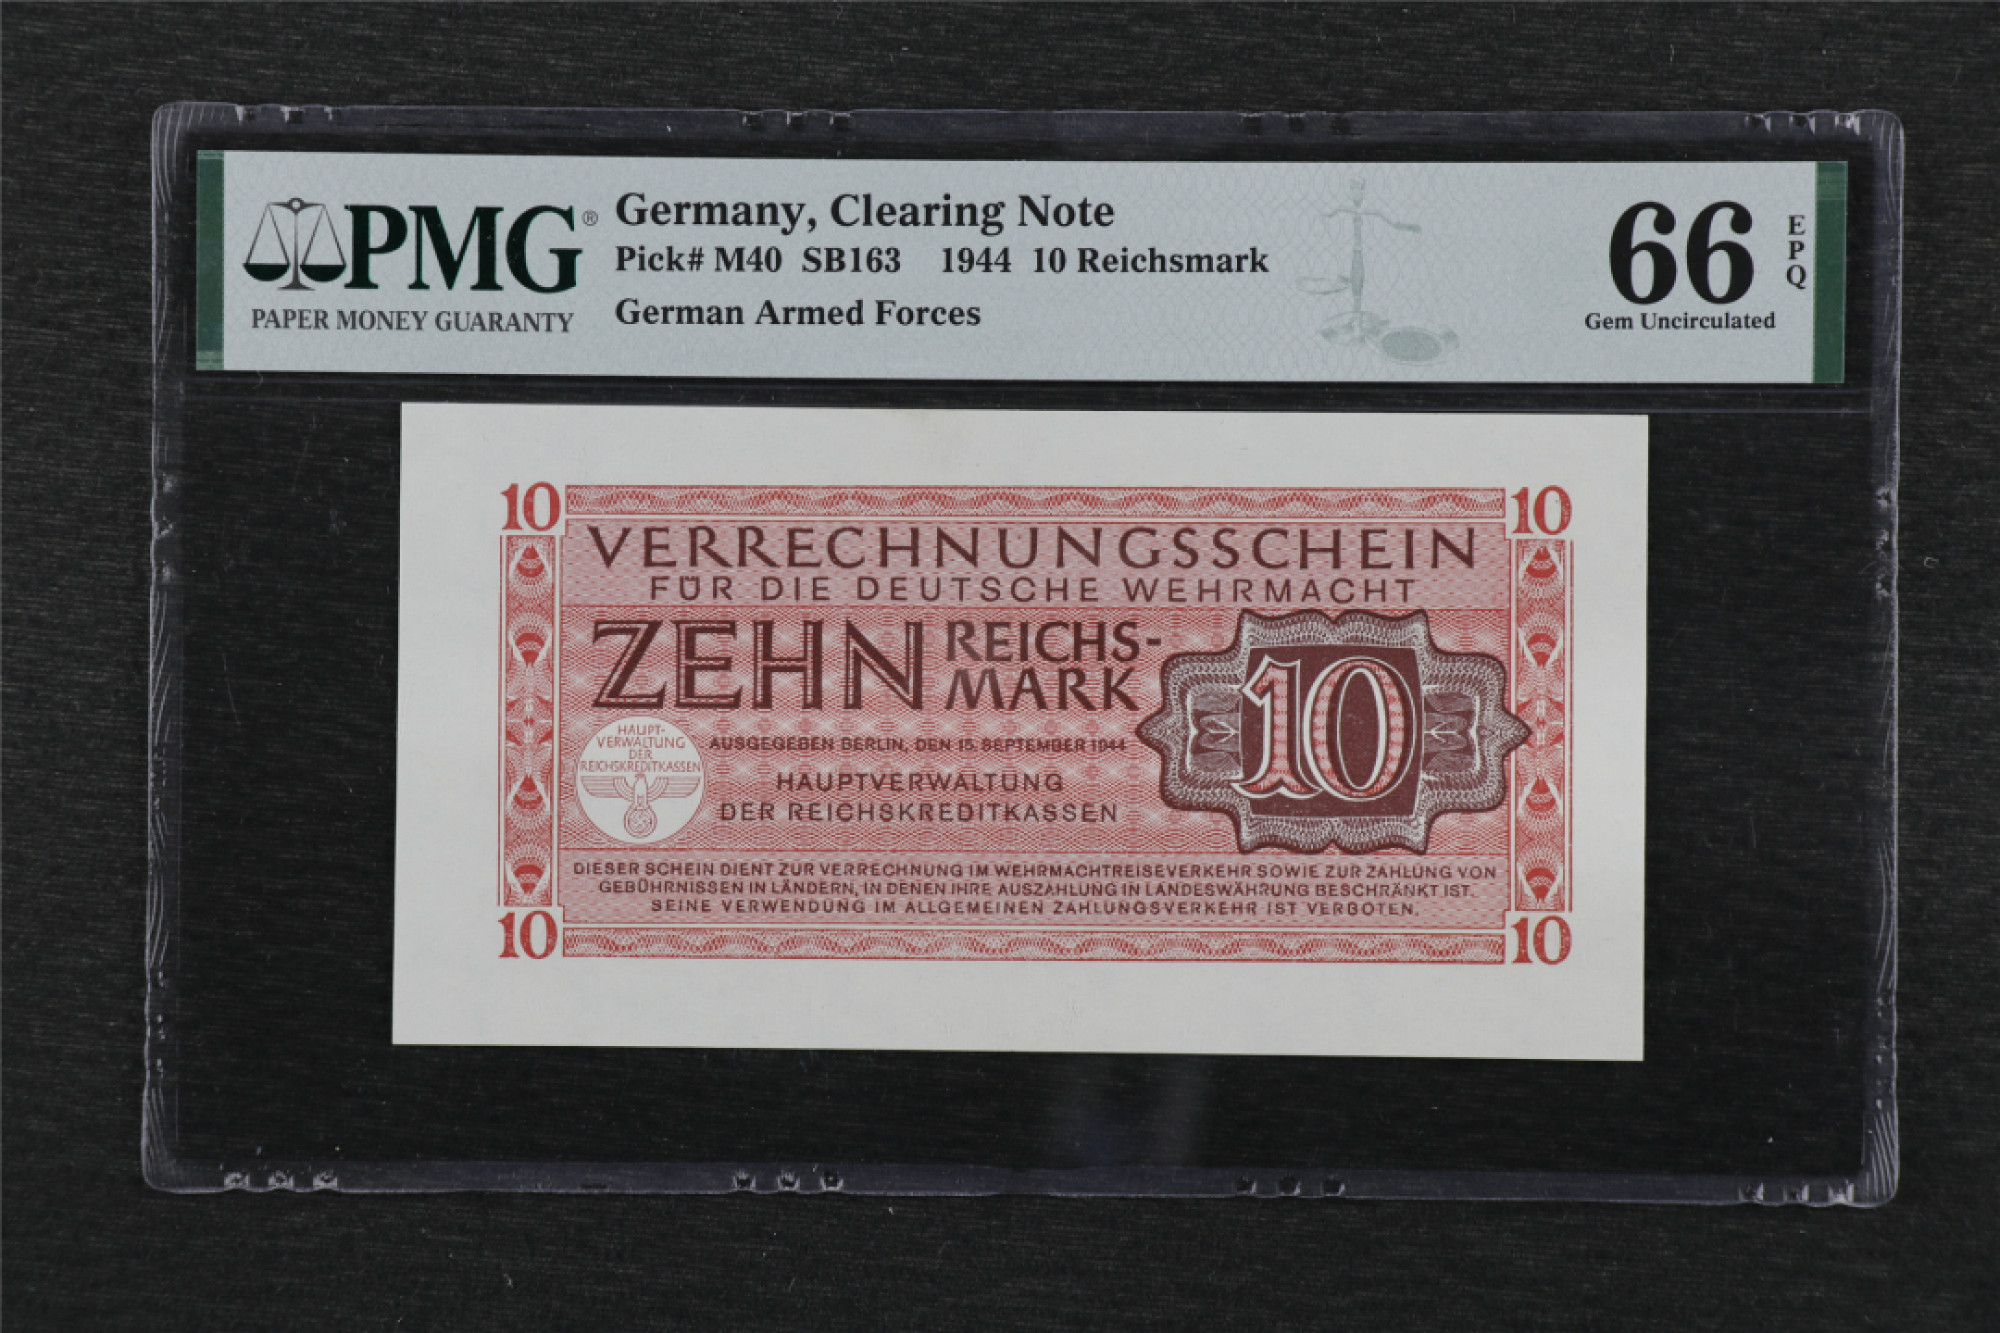 PMG®
PAPER MONEY GUARANTY
Germany, Clearing Note
Pick# M40 SB163 1944 10 Reichsmark
German Armed Forces
66
EPQ
Gem Uncirculated
10
10
VERRECHNUNGSSCHEIN
FÜR DIE DEUTSCHE WEHRMACHT
ZEHN REICHS-
MARK
10
HAUPT-
VERWALTUNG
DER
REICHSKREDITKASSEN
AUSGEGEBEN BERLIN, DEN 15. SEPTEMBER 1944
HAUPTVERWALTUNG
DER REICHSKREDITKASSEN
DIESER SCHEIN DIENT ZUR VERRECHNUNG IM WEHRMACHTREISEVERKEHR SOWIE ZUR ZAHLUNG VON
GEBÜHRNISSEN IN LÄNDERN, IN DENEN IHRE AUSZAHLUNG IN LANDESWÄHRUNG BESCHRÄNKT IST.
SEINE VERWENDUNG IM ALLGEMEINEN ZAHLUNGSVERKEHR IST VERBOTEN.
10
10